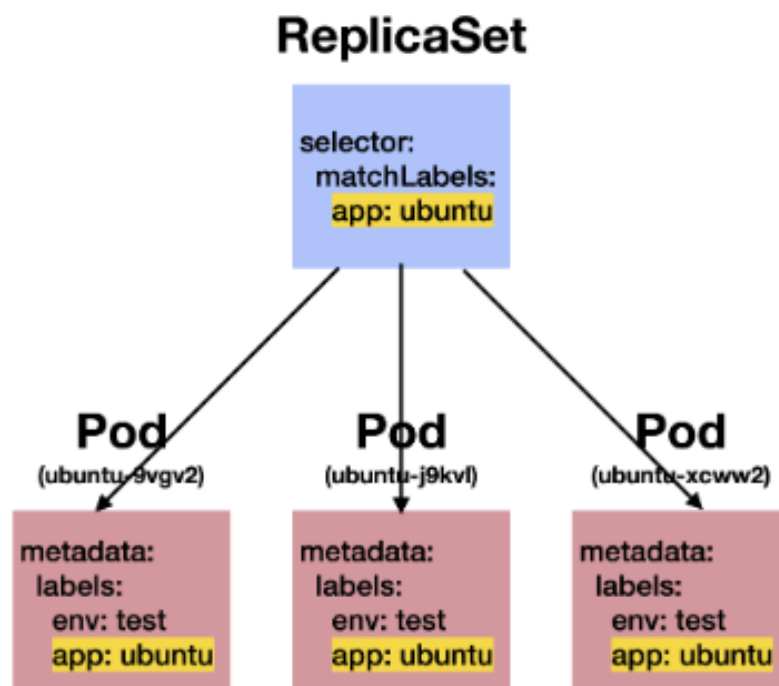 ReplicaSet
selector:
matchLabels:
app: ubuntu
Pod
(ubuntu-9vgv2)
metadata:
labels:
env: test
app: ubuntu
Pod
(ubuntu-j9kvl)
metadata:
labels:
env: test
app: ubuntu
Pod
(ubuntu-xcww2)
metadata:
labels:
env: test
app: ubuntu